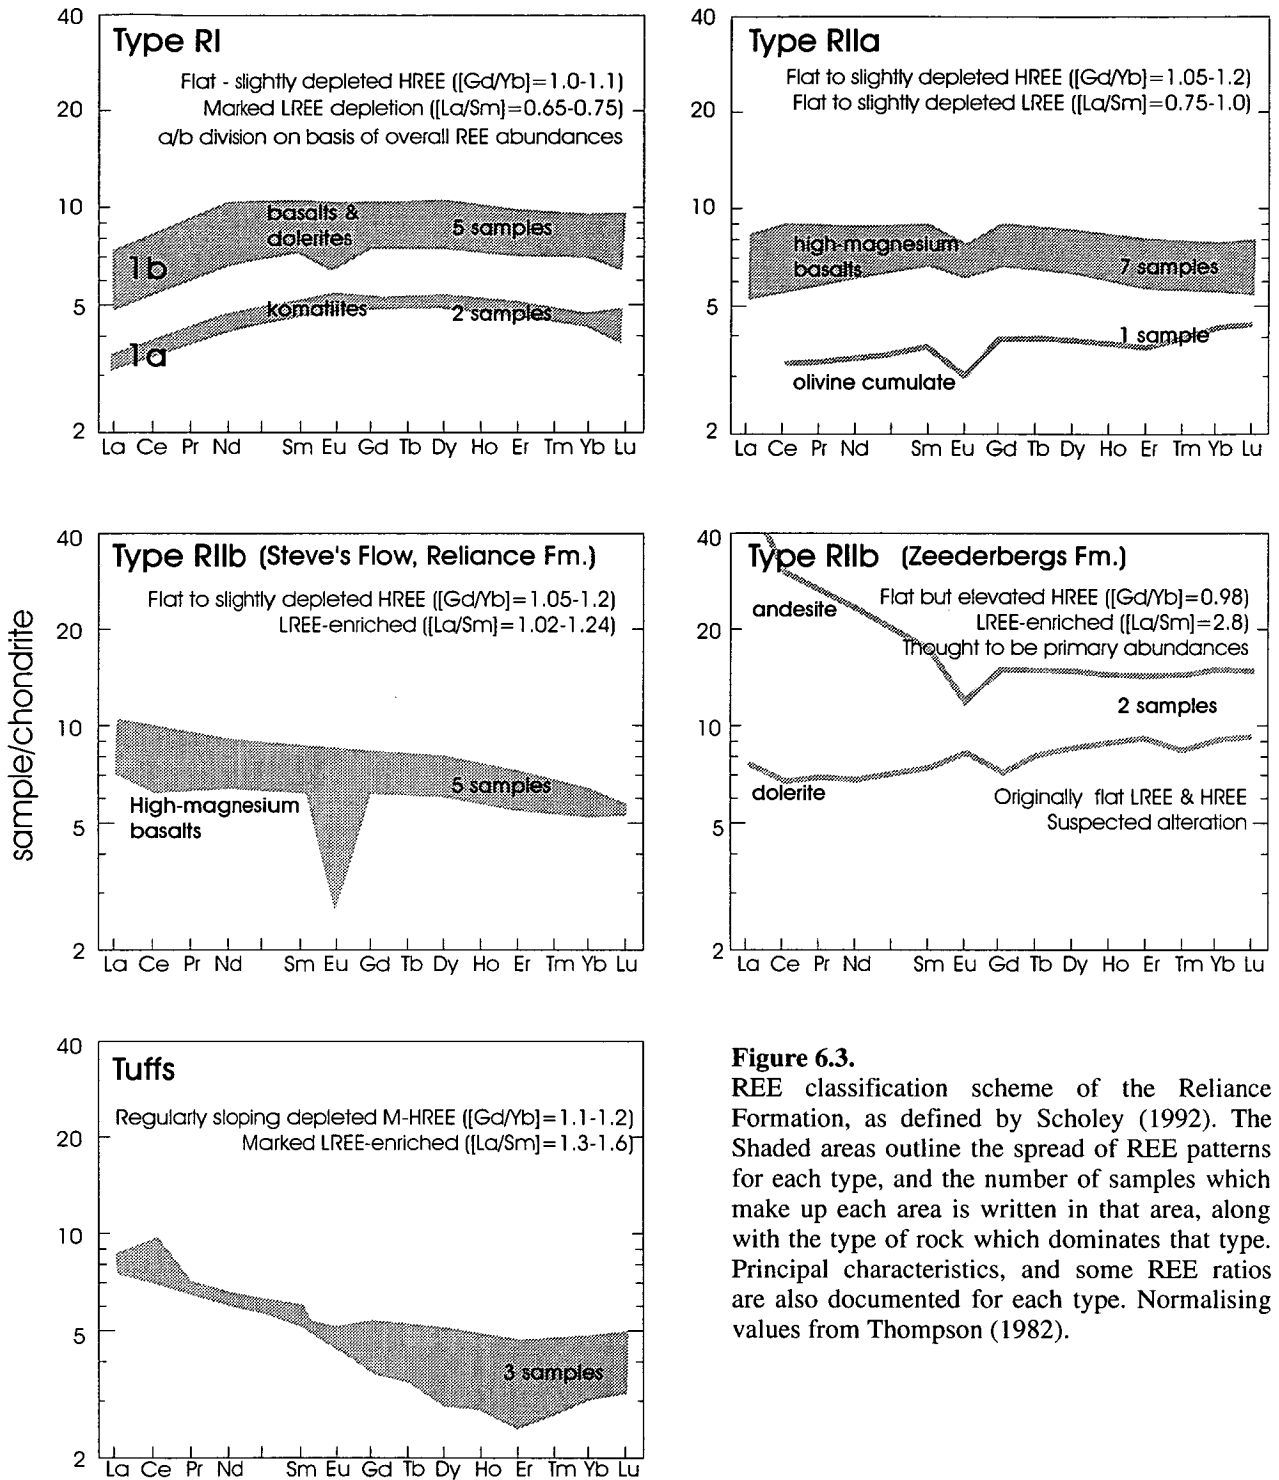 Type RI
Flat - slightly depleted HREE ([Gd/Yb]=1.0-1.1)
Marked LREE depletion ([La/Sm]=0.65-0.75)
a/b division on basis of overall REE abundances
40
20
10
5
2
basalts &
dolerites
5 samples
1b
komatiites
2 samples
1a
La Ce Pr Nd Sm Eu Gd Tb Dy Ho Er Tm Yb Lu
Type RIIa
Flat to slightly depleted HREE ([Gd/Yb]=1.05-1.2)
Flat to slightly depleted LREE ([La/Sm]=0.75-1.0)
40
20
10
5
2
high-magnesium
basalts
7 samples
1 sample
olivine cumulate
La Ce Pr Nd Sm Eu Gd Tb Dy Ho Er Tm Yb Lu
sample/chondrite
Type RIIb (Steve's Flow, Reliance Fm.)
Flat to slightly depleted HREE ([Gd/Yb]=1.05-1.2)
LREE-enriched ([La/Sm]=1.02-1.24)
40
20
10
5
2
5 samples
High-magnesium
basalts
La Ce Pr Nd Sm Eu Gd Tb Dy Ho Er Tm Yb Lu
Type RIIb (Zeederbergs Fm.)
andesite
Flat but elevated HREE ([Gd/Yb]=0.98)
LREE-enriched ([La/Sm]=2.8)
Thought to be primary abundances
40
20
10
5
2
2 samples
dolerite
Originally flat LREE & HREE
Suspected alteration
La Ce Pr Nd Sm Eu Gd Tb Dy Ho Er Tm Yb Lu
Tuffs
Regularly sloping depleted M-HREE ([Gd/Yb]=1.1-1.2)
Marked LREE-enriched ([La/Sm]=1.3-1.6)
40
20
10
5
2
3 samples
La Ce Pr Nd Sm Eu Gd Tb Dy Ho Er Tm Yb Lu
Figure 6.3.
REE classification scheme of the Reliance
Formation, as defined by Scholey (1992). The
Shaded areas outline the spread of REE patterns
for each type, and the number of samples which
make up each area is written in that area, along
with the type of rock which dominates that type.
Principal characteristics, and some REE ratios
are also documented for each type. Normalising
values from Thompson (1982).